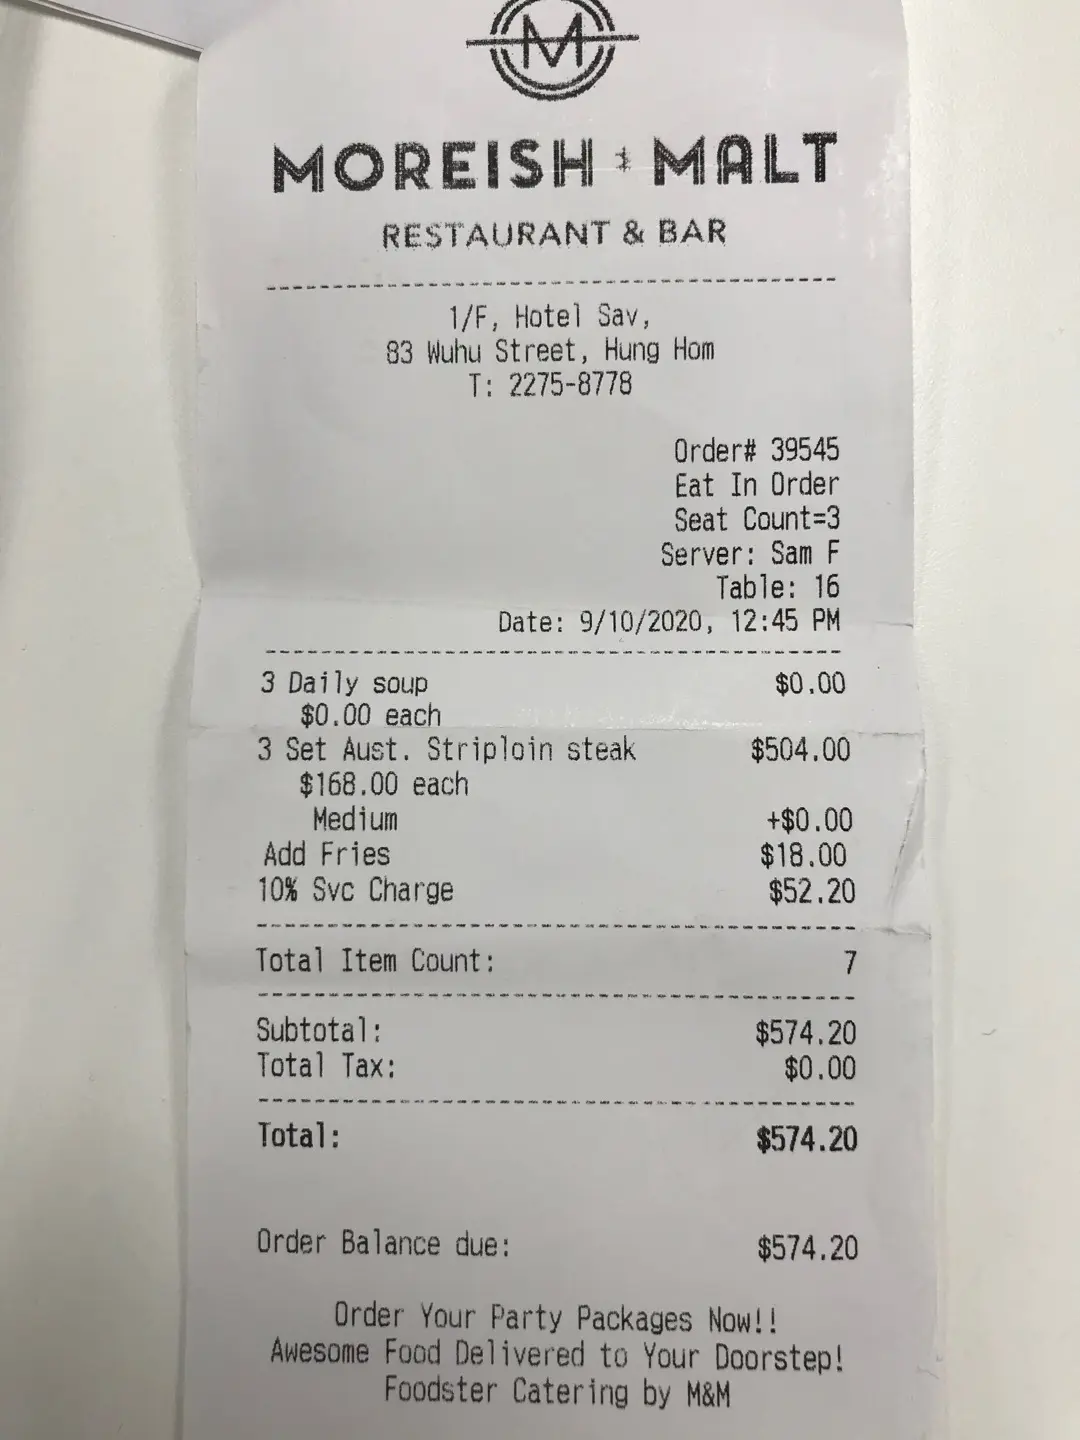 M
MOREISH & MALT
RESTAURANT & BAR
1/F, Hotel Sav,
83 Wuhu Street, Hung Hom
T: 2275-8778
Order# 39545
Eat In Order
Seat Count=3
Server: Sam F
Table: 16
Date: 9/10/2020, 12:45 PM
3 Daily soup $0.00
$0.00 each
3 Set Aust. Striploin steak $504.00
$168.00 each
Medium +$0.00
Add Fries $18.00
10% Svc Charge $52.20
Total Item Count: 7
Subtotal: $574.20
Total Tax: $0.00
Total: $574.20
Order Balance due: $574.20
Order Your Party Packages Now!!
Awesome Food Delivered to Your Doorstep!
Foodster Catering by M&M